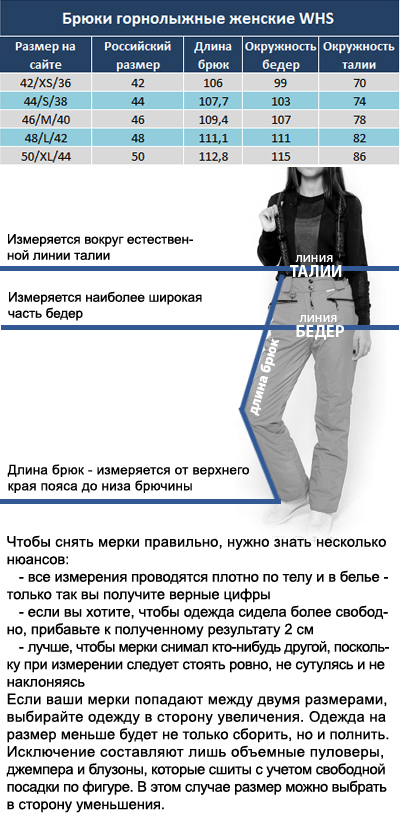 Брюки горнолыжные женские WHS
Размер на сайте Российский размер Длина брюк Окружность бедер Окружность талии
42/XS/36 42 106 99 70
44/S/38 44 107,7 103 74
46/M/40 46 109,4 107 78
48/L/42 48 111,1 111 82
50/XL/44 50 112,8 115 86
Измеряется вокруг естествен-
ной линии талии
ЛИНИЯ
ТАЛИИ
Измеряется наиболее широкая
часть бедер
ЛИНИЯ
БЕДЕР
длина брюк
Длина брюк - измеряется от верхнего
края пояса до низа брючины
Чтобы снять мерки правильно, нужно знать несколько
нюансов:
- все измерения проводятся плотно по телу и в белье -
только так вы получите верные цифры
- если вы хотите, чтобы одежда сидела более свобод-
но, прибавьте к полученному результату 2 см
- лучше, чтобы мерки снимал кто-нибудь другой, посколь-
ку при измерении следует стоять ровно, не сутулясь и не
наклоняясь
Если ваши мерки попадают между двумя размерами,
выбирайте одежду в сторону увеличения. Одежда на
размер меньше будет не только сборить, но и полнить.
Исключение составляют лишь объемные пуловеры,
джемпера и блузоны, которые сшиты с учетом свободной
посадки по фигуре. В этом случае размер можно выбрать
в сторону уменьшения.